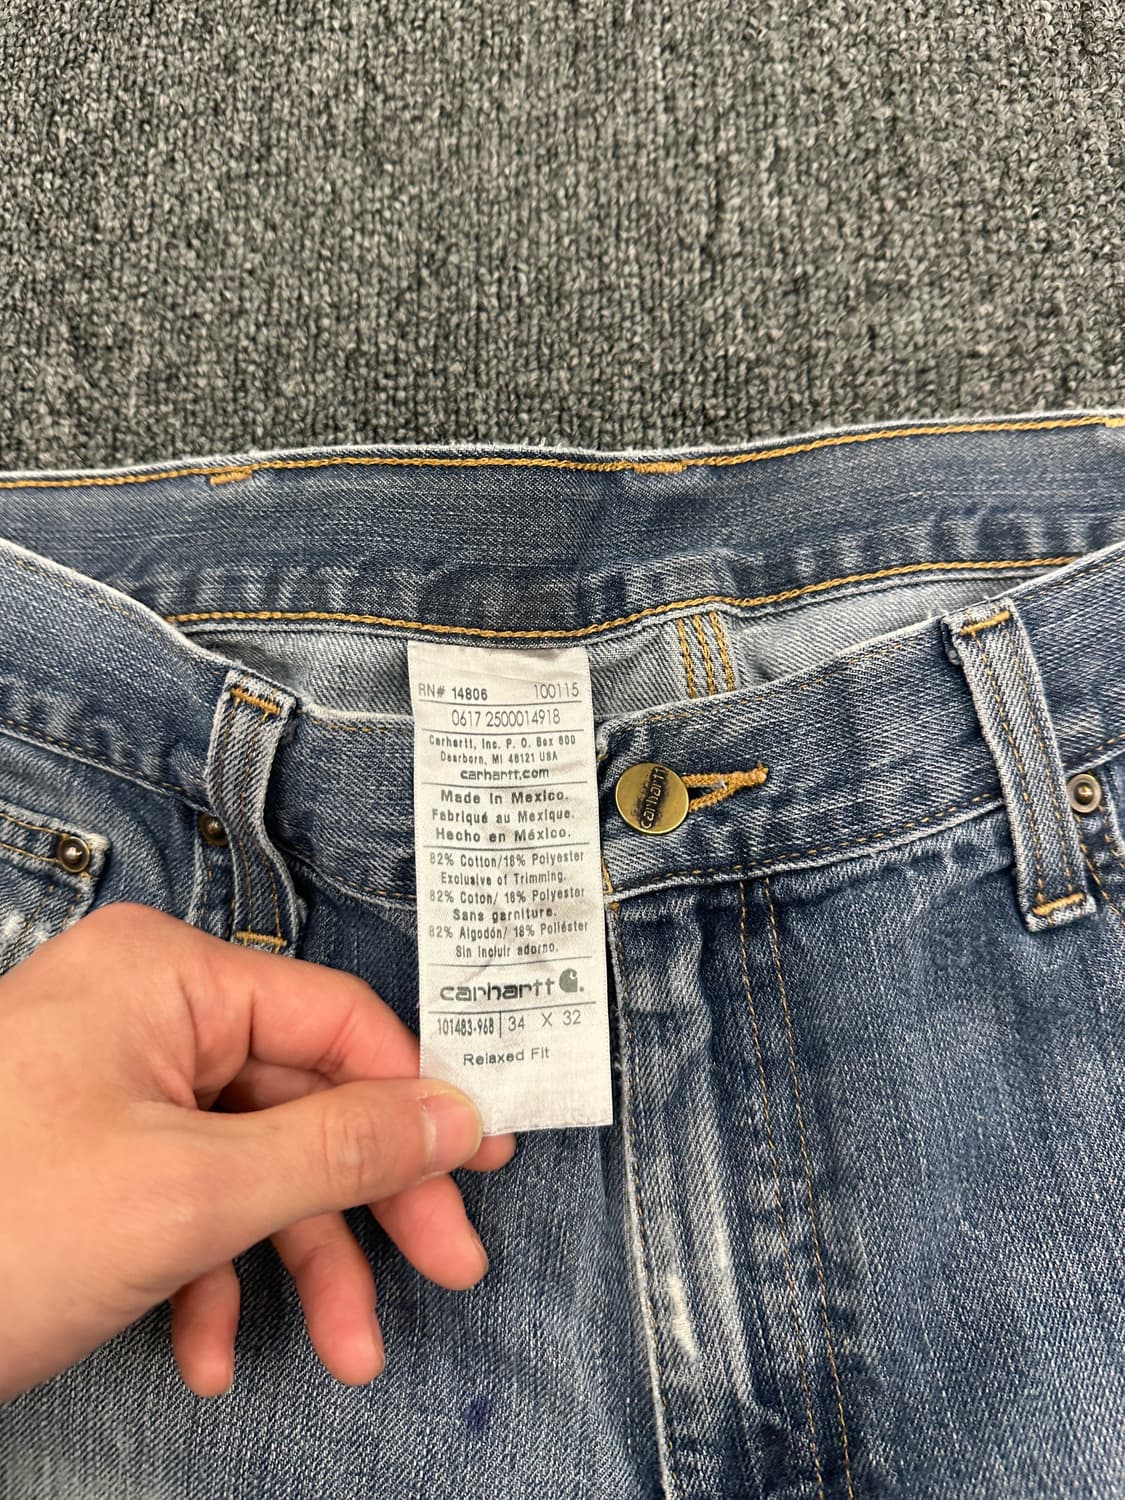 RN# 14806 100115
0617 2500014918
Carhartt, Inc. P. O. Box 600
Dearborn, MI 48121 USA
carhartt.com
Made in Mexico.
Fabriqué au Mexique.
Hecho en México.
82% Cotton/18% Polyester
Exclusive of Trimming.
82% Coton/ 18% Polyester
Sans garniture.
82% Algodón/ 18% Poliéster
Sin incluir adorno.
carhartt
101483-968 | 34 X 32
Relaxed Fit
carhartt